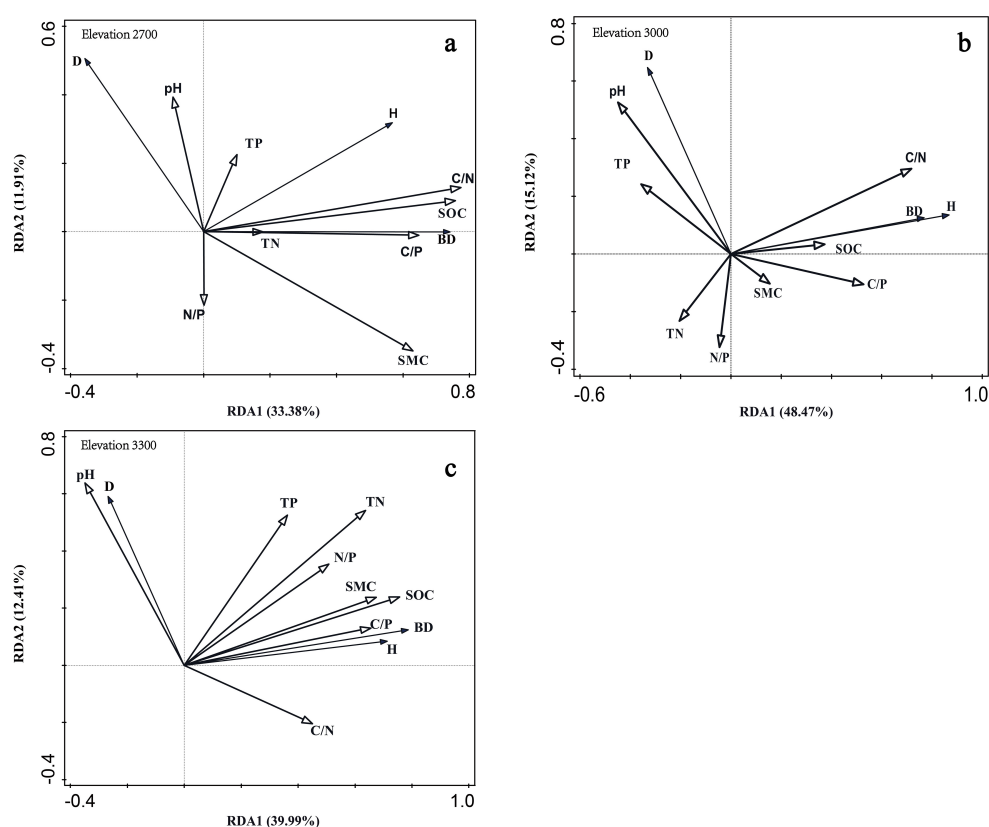 0.6
Elevation 2700
a
D
pH
H
TP
C/N
SOC
TN
BD
C/P
N/P
SMC
RDA2 (11.91%)
-0.4
-0.4
0.8
RDA1 (33.38%)
0.8
Elevation 3000
b
D
pH
TP
C/N
BD
H
SOC
SMC
C/P
TN
N/P
RDA2 (15.12%)
-0.4
-0.6
1.0
RDA1 (48.47%)
0.8
Elevation 3300
c
pH
D
TP
TN
N/P
SMC
SOC
C/P
BD
H
C/N
RDA2 (12.41%)
-0.4
-0.4
1.0
RDA1 (39.99%)